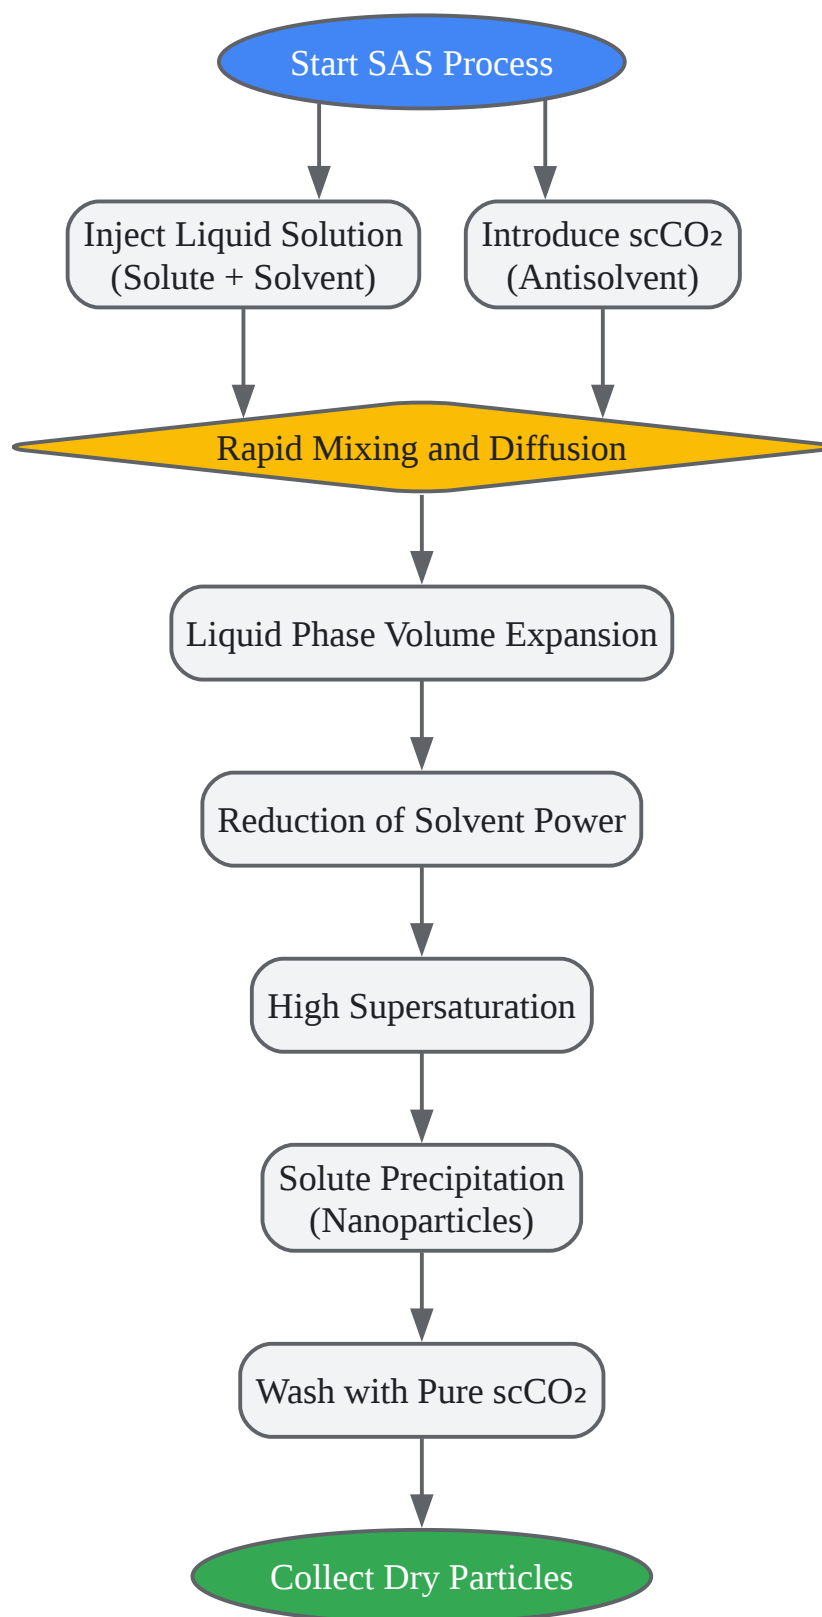 Start SAS Process
Inject Liquid Solution
(Solute + Solvent)
Introduce scCO₂
(Antisolvent)
Rapid Mixing and Diffusion
Liquid Phase Volume Expansion
Reduction of Solvent Power
High Supersaturation
Solute Precipitation
(Nanoparticles)
Wash with Pure scCO₂
Collect Dry Particles